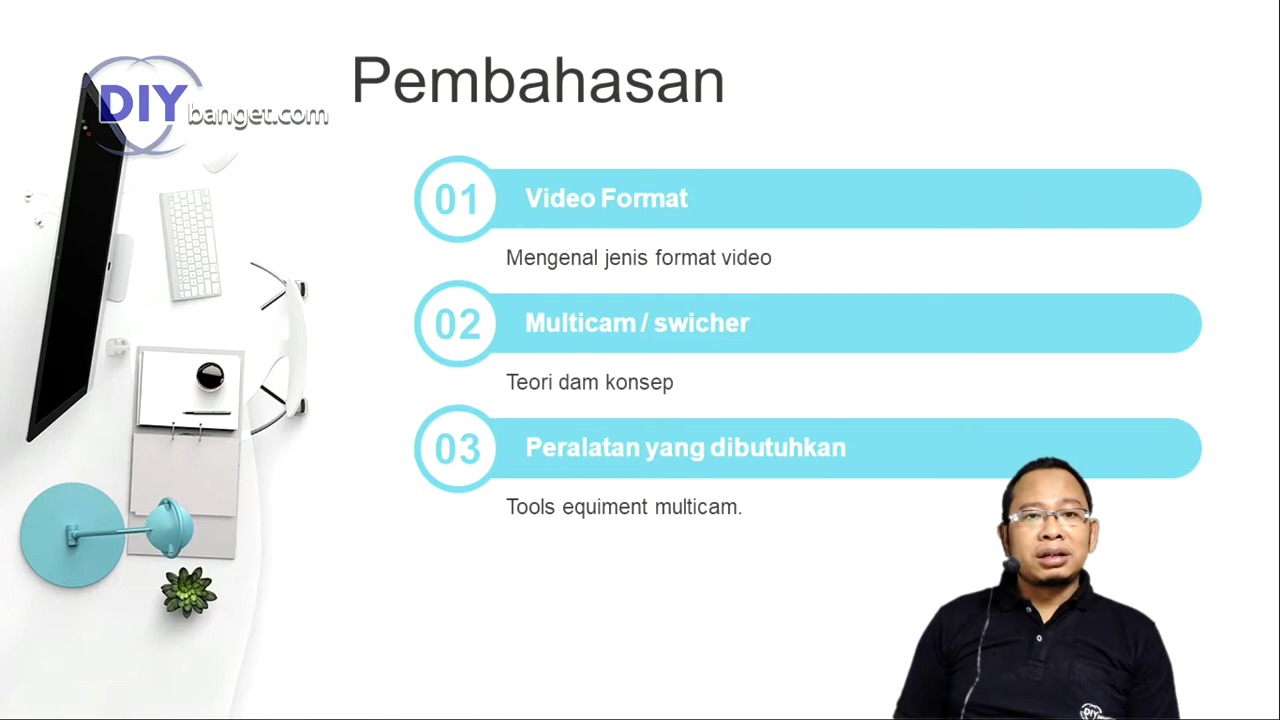 DIY banget.com
Pembahasan
01 Video Format
Mengenal jenis format video
02 Multicam / swicher
Teori dam konsep
03 Peralatan yang dibutuhkan
Tools equiment multicam.
DIY